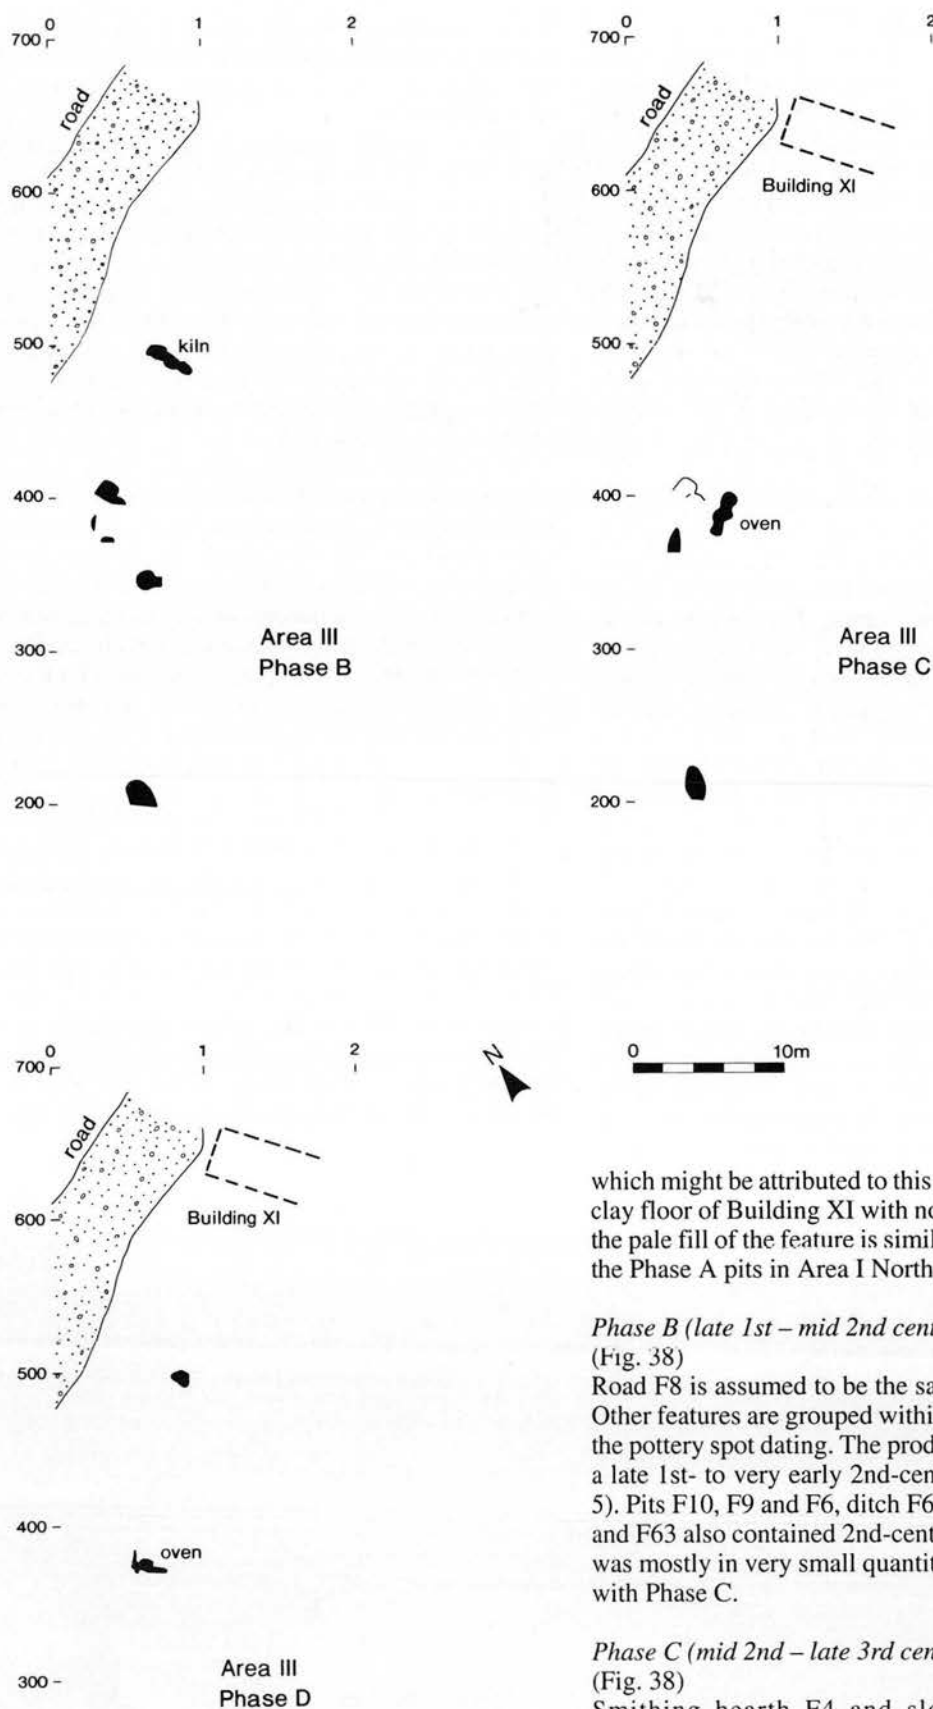 0 1 2
700
road
600
500
kiln
400
300
Area III
Phase B
200
0 1 2
700
road
600
Building XI
500
400
oven
300
Area III
Phase C
200
0 1 2
700
road
600
Building XI
500
400
oven
300
Area III
Phase D
N
0 10m
which might be attributed to this
clay floor of Building XI with no
the pale fill of the feature is simil
the Phase A pits in Area I North
Phase B (late 1st – mid 2nd cent
(Fig. 38)
Road F8 is assumed to be the sa
Other features are grouped withi
the pottery spot dating. The prod
a late 1st- to very early 2nd-cen
5). Pits F10, F9 and F6, ditch F6
and F63 also contained 2nd-cent
was mostly in very small quantit
with Phase C.
Phase C (mid 2nd – late 3rd cen
(Fig. 38)
Smithing hearth F4 and